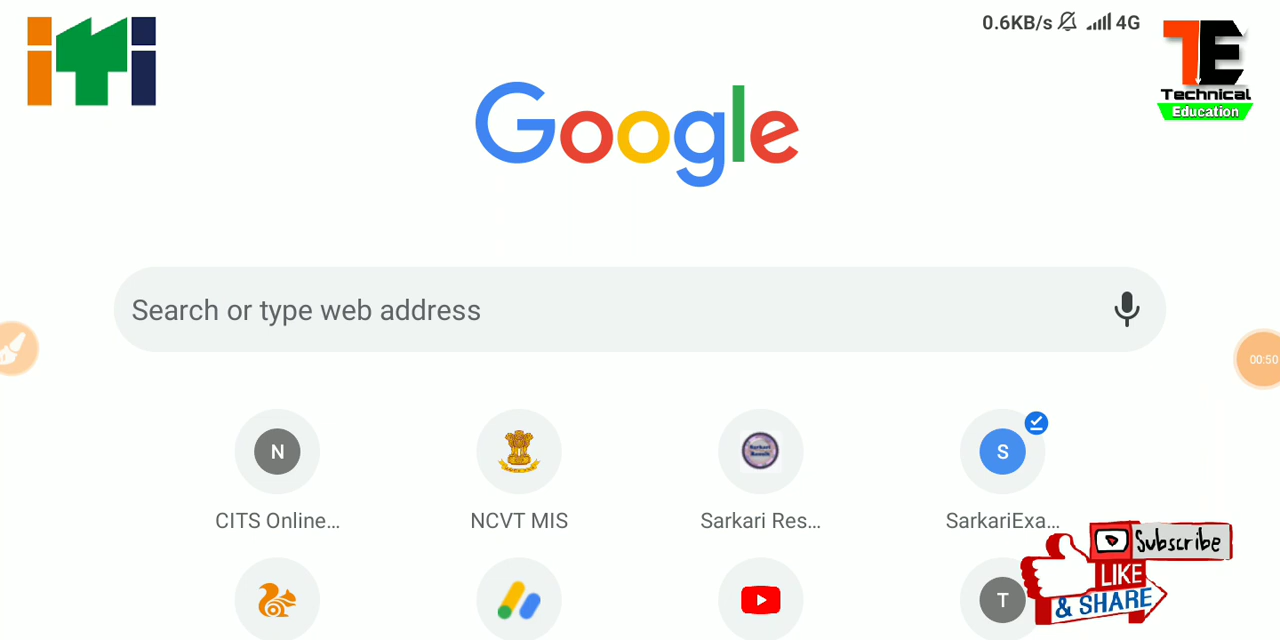 iTi
0.6KB/s 4G
TE
Technical
Education
Google
Search or type web address
00:50
N
S
CITS Online...
NCVT MIS
Sarkari Res...
SarkariExa...
Subscribe
LIKE
& SHARE
T